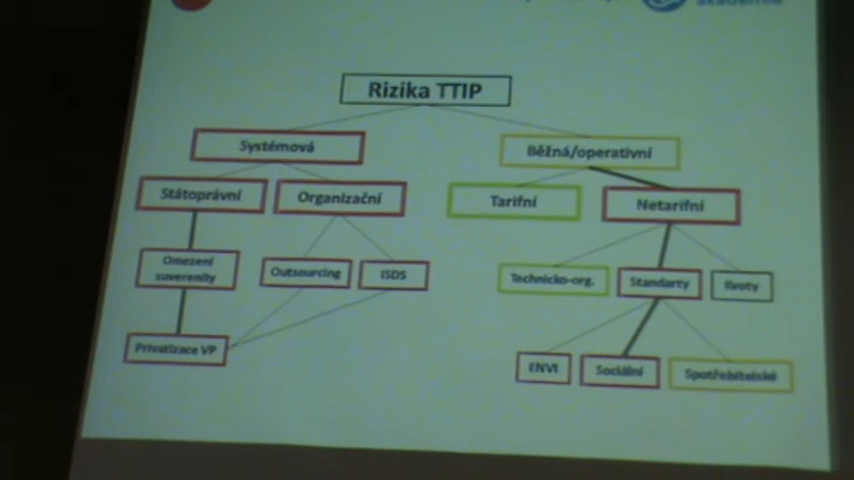 Rizika TTIP
Systémová
Běžná/operativní
Státoprávní
Organizační
Tarifní
Netarifní
Omezení
suverenity
Outsourcing
ISDS
Technicko-org.
Standarty
Privatizace VP
ENVI
Sociální
Spotřebitelské